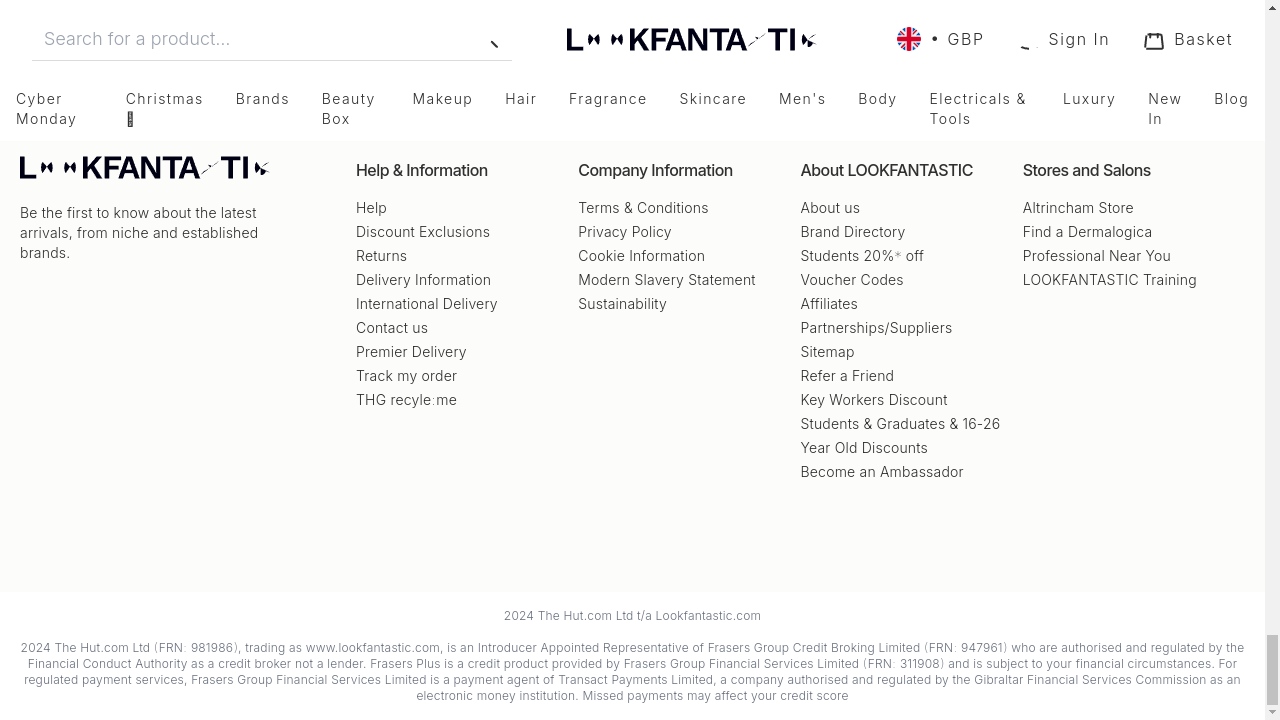 Search for a product...
• GBP
Sign In
Basket
Cyber Monday
Christmas
Brands
Beauty Box
Makeup
Hair
Fragrance
Skincare
Men's
Body
Electricals & Tools
Luxury
New In
Blog
Be the first to know about the latest
arrivals, from niche and established
brands.
Help & Information
Help
Discount Exclusions
Returns
Delivery Information
International Delivery
Contact us
Premier Delivery
Track my order
THG recyle:me
Company Information
Terms & Conditions
Privacy Policy
Cookie Information
Modern Slavery Statement
Sustainability
About LOOKFANTASTIC
About us
Brand Directory
Students 20%* off
Voucher Codes
Affiliates
Partnerships/Suppliers
Sitemap
Refer a Friend
Key Workers Discount
Students & Graduates & 16-26
Year Old Discounts
Become an Ambassador
Stores and Salons
Altrincham Store
Find a Dermalogica
Professional Near You
LOOKFANTASTIC Training
2024 The Hut.com Ltd t/a Lookfantastic.com
2024 The Hut.com Ltd (FRN: 981986), trading as www.lookfantastic.com, is an Introducer Appointed Representative of Frasers Group Credit Broking Limited (FRN: 947961) who are authorised and regulated by the
Financial Conduct Authority as a credit broker not a lender. Frasers Plus is a credit product provided by Frasers Group Financial Services Limited (FRN: 311908) and is subject to your financial circumstances. For
regulated payment services, Frasers Group Financial Services Limited is a payment agent of Transact Payments Limited, a company authorised and regulated by the Gibraltar Financial Services Commission as an
electronic money institution. Missed payments may affect your credit score